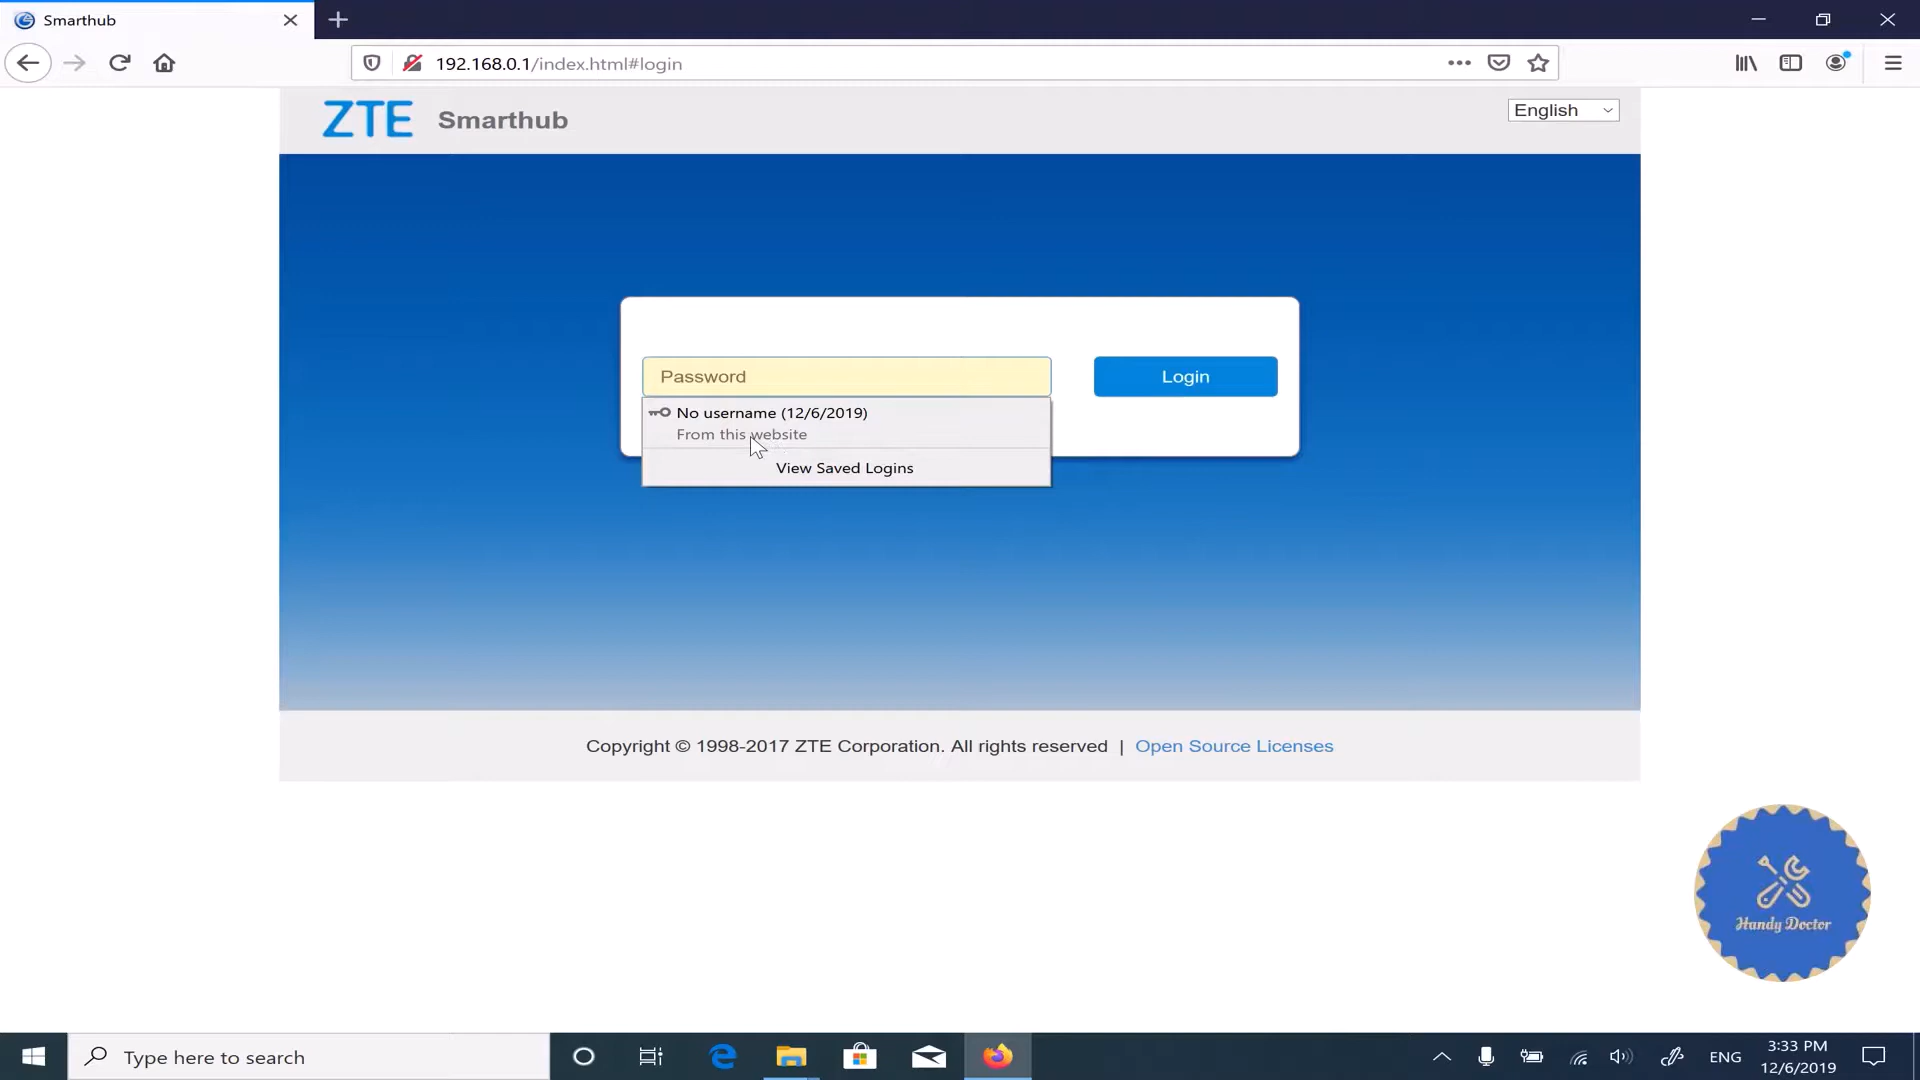 Smarthub
192.168.0.1/index.html#login
ZTE Smarthub
English
Password
Login
No username (12/6/2019)
From this website
View Saved Logins
Copyright © 1998-2017 ZTE Corporation. All rights reserved | Open Source Licenses
Handy Doctor
Type here to search
ENG
3:33 PM
12/6/2019